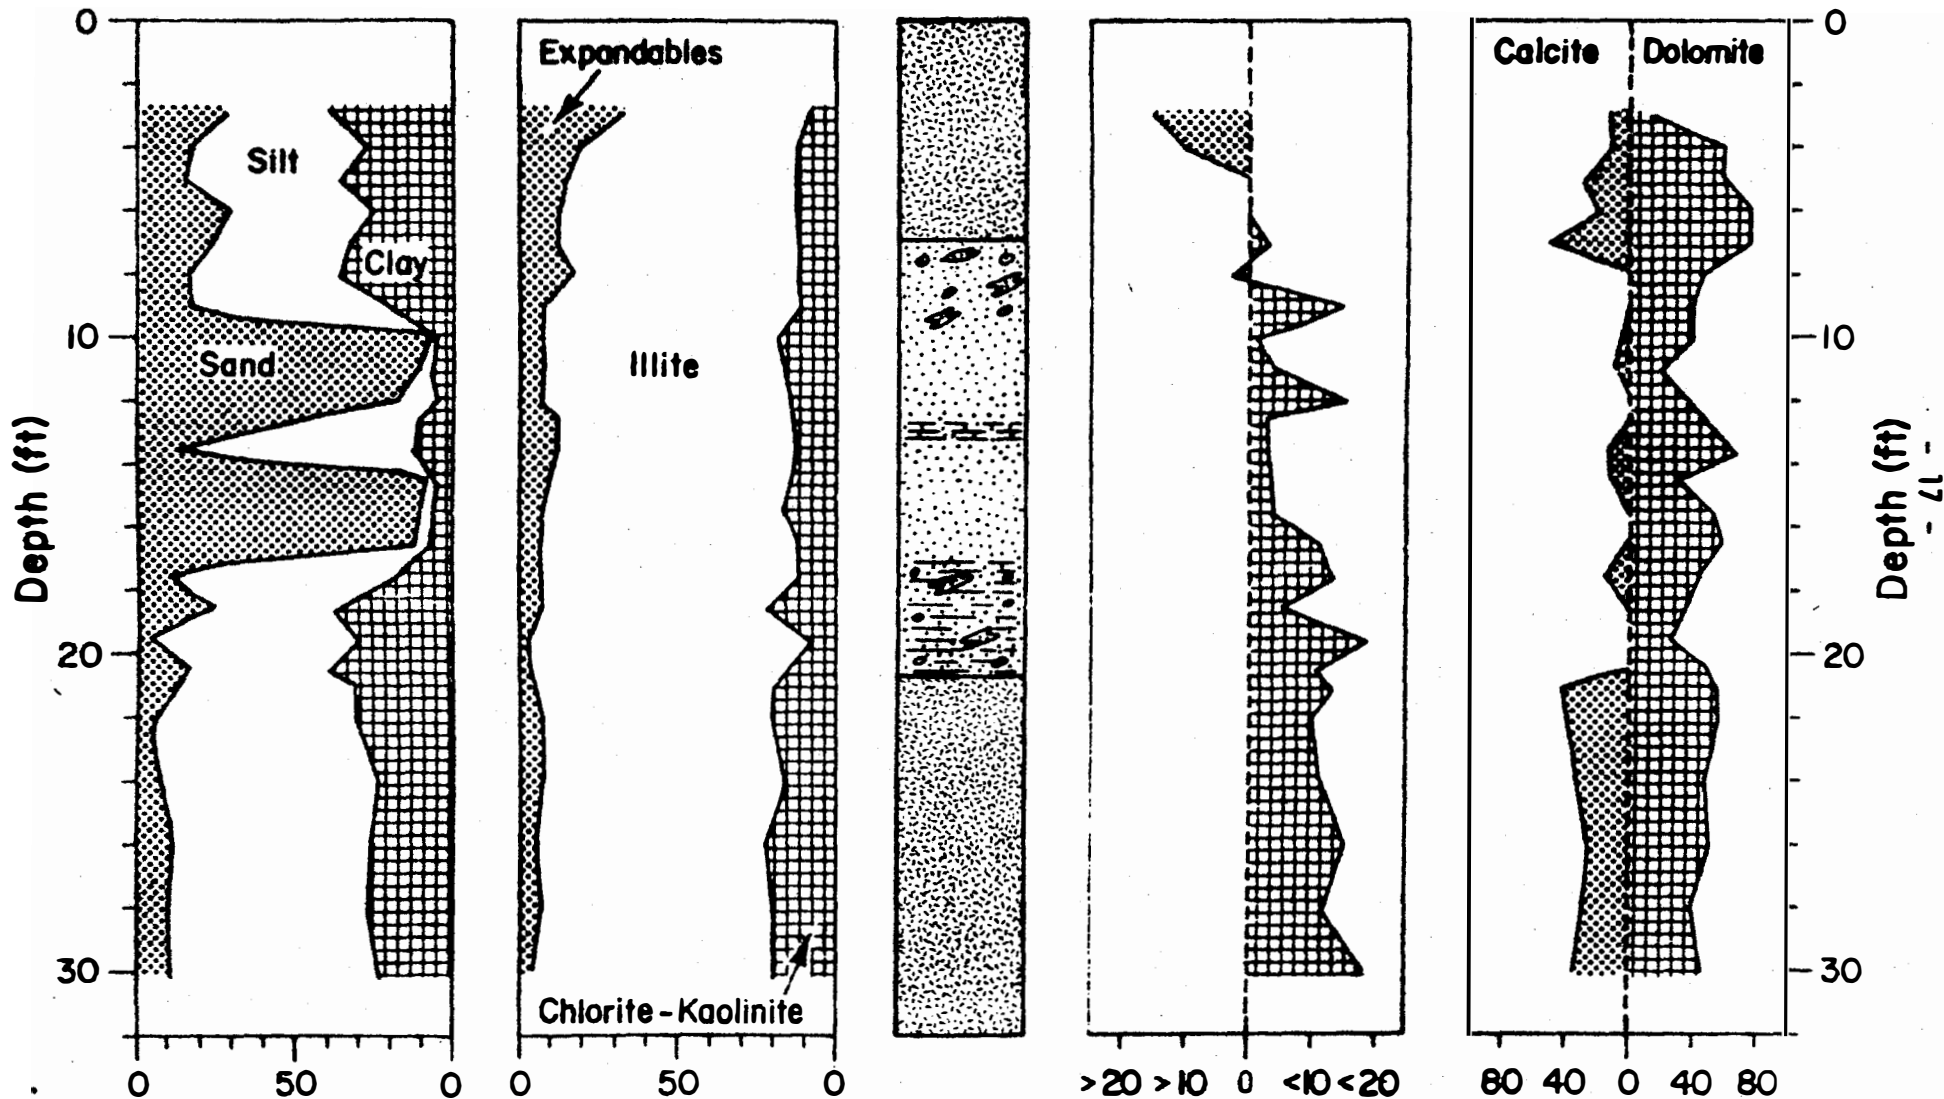 0
10
20
30
Depth (ft)
Silt
Clay
Sand
0 50 0
Expandables
Illite
Chlorite-Kaolinite
0 50 0
>20 >10 0 <10 <20
Calcite Dolomite
80 40 0 40 80
0
10
20
30
Depth (ft)
- 17 -